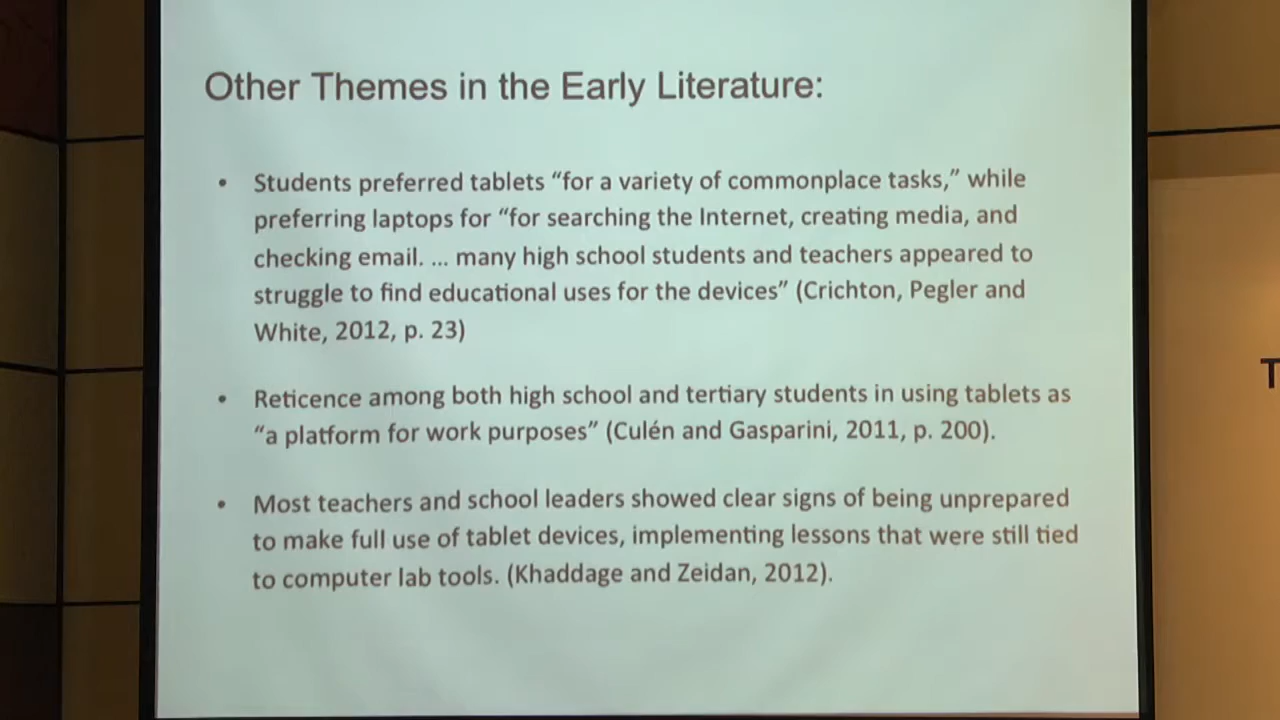 Other Themes in the Early Literature:
• Students preferred tablets “for a variety of commonplace tasks,” while
preferring laptops for “for searching the Internet, creating media, and
checking email. ... many high school students and teachers appeared to
struggle to find educational uses for the devices” (Crichton, Pegler and
White, 2012, p. 23)
• Reticence among both high school and tertiary students in using tablets as
“a platform for work purposes” (Culén and Gasparini, 2011, p. 200).
• Most teachers and school leaders showed clear signs of being unprepared
to make full use of tablet devices, implementing lessons that were still tied
to computer lab tools. (Khaddage and Zeidan, 2012).
T